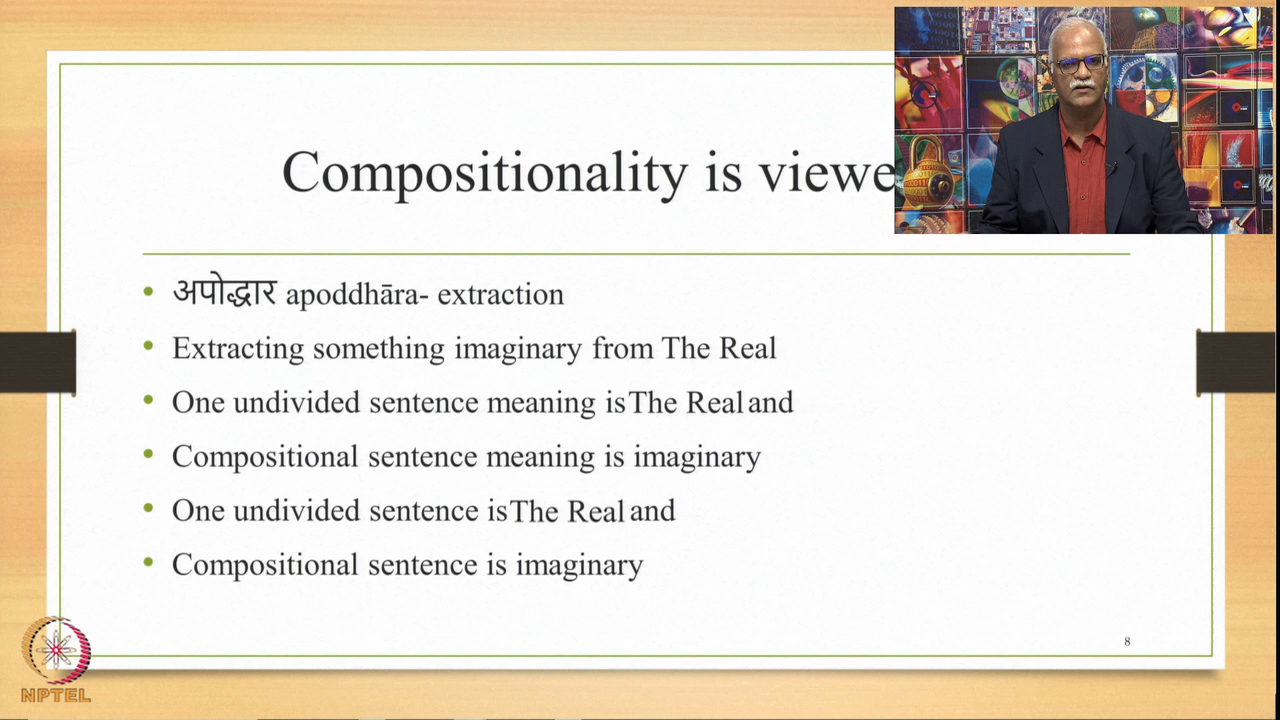 Compositionality is viewe
अपोद्धार apoddhāra- extraction
Extracting something imaginary from The Real
One undivided sentence meaning is The Real and
Compositional sentence meaning is imaginary
One undivided sentence is The Real and
Compositional sentence is imaginary
8
NPTEL